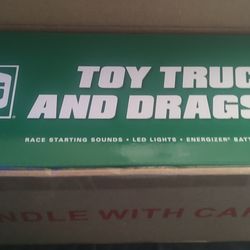 TOY TRUC
AND DRAGS
RACE STARTING SOUNDS • LED LIGHTS • ENERGIZER® BATT
NDLE WITH CA